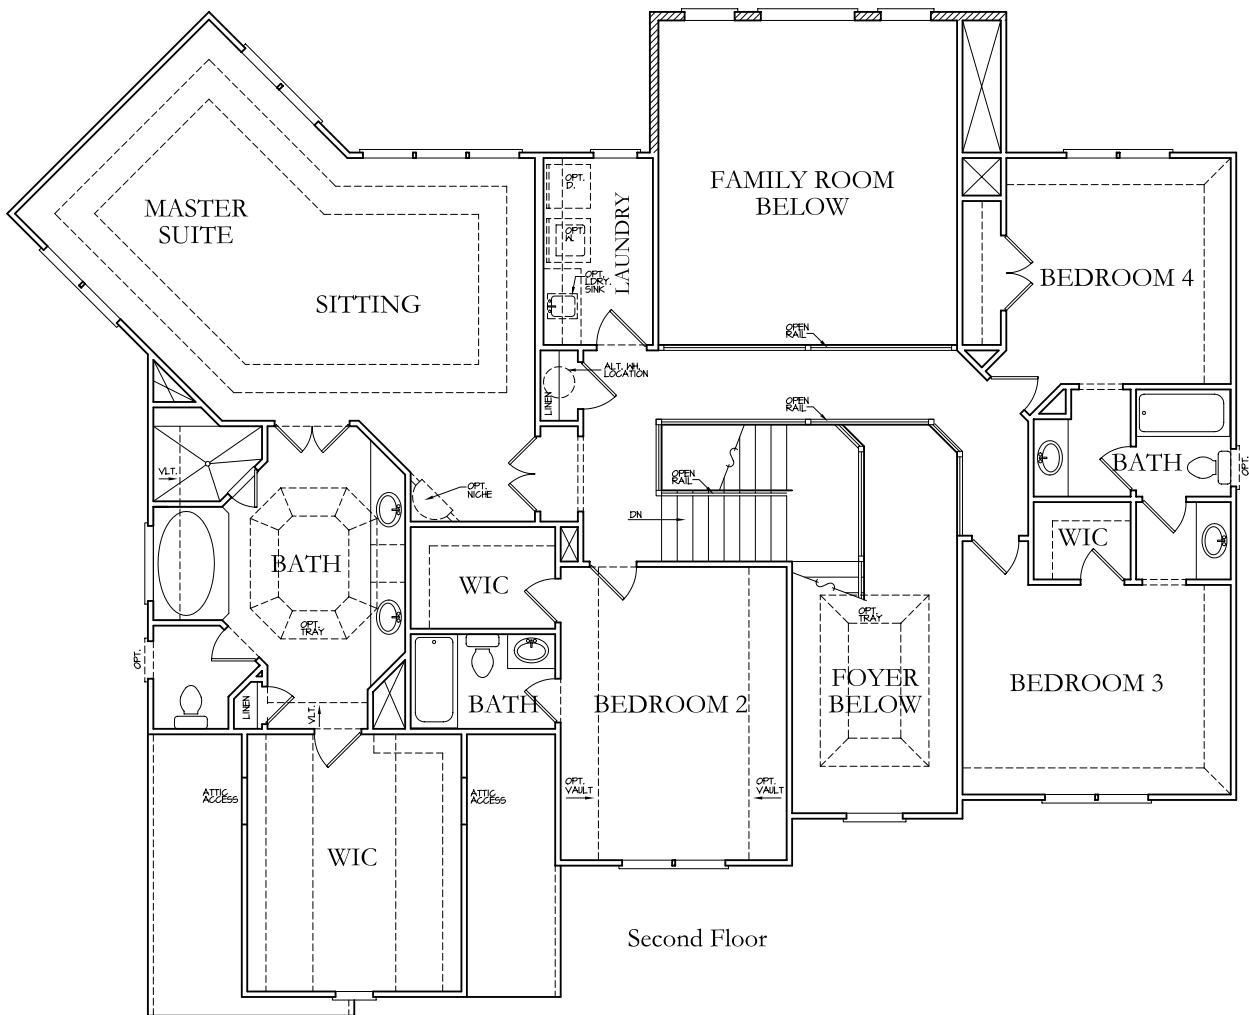 OPT.
D.
FAMILY ROOM
BELOW
MASTER
SUITE
OPT.
W.
LAUNDRY
OPT.
LDRY.
SINK
BEDROOM 4
SITTING
OPEN
RAIL
ALT. WH.
LOCATION
LINEN
OPEN
RAIL
VLT.
OPT.
NICHE
OPEN
RAIL
BATH
OPT.
DN
WIC
BATH
WIC
OPT.
TRAY
OPT.
TRAY
OPT.
FOYER
BELOW
BEDROOM 3
LINEN
VLT.
BATH
BEDROOM 2
ATTIC
ACCESS
ATTIC
ACCESS
OPT.
VAULT
OPT.
VAULT
WIC
Second Floor